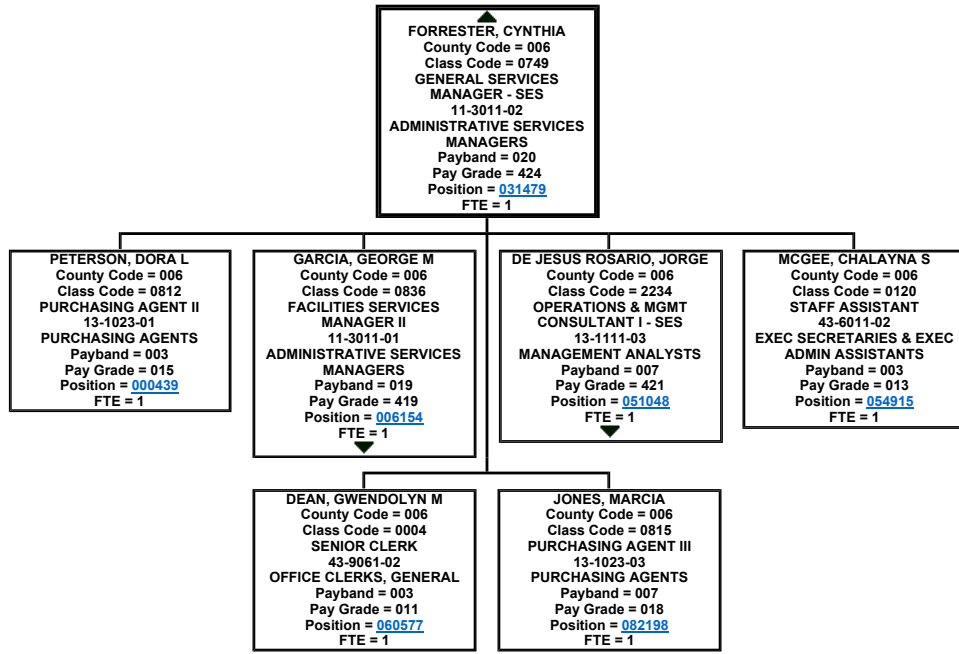 FORRESTER, CYNTHIA
County Code = 006
Class Code = 0749
GENERAL SERVICES
MANAGER - SES
11-3011-02
ADMINISTRATIVE SERVICES
MANAGERS
Payband = 020
Pay Grade = 424
Position = 031479
FTE = 1
PETERSON, DORA L
County Code = 006
Class Code = 0812
PURCHASING AGENT II
13-1023-01
PURCHASING AGENTS
Payband = 003
Pay Grade = 015
Position = 000439
FTE = 1
GARCIA, GEORGE M
County Code = 006
Class Code = 0836
FACILITIES SERVICES
MANAGER II
11-3011-01
ADMINISTRATIVE SERVICES
MANAGERS
Payband = 019
Pay Grade = 419
Position = 006154
FTE = 1
DE JESUS ROSARIO, JORGE
County Code = 006
Class Code = 2234
OPERATIONS & MGMT
CONSULTANT I - SES
13-1111-03
MANAGEMENT ANALYSTS
Payband = 007
Pay Grade = 421
Position = 051048
FTE = 1
MCGEE, CHALAYNA S
County Code = 006
Class Code = 0120
STAFF ASSISTANT
43-6011-02
EXEC SECRETARIES & EXEC
ADMIN ASSISTANTS
Payband = 003
Pay Grade = 013
Position = 054915
FTE = 1
DEAN, GWENDOLYN M
County Code = 006
Class Code = 0004
SENIOR CLERK
43-9061-02
OFFICE CLERKS, GENERAL
Payband = 003
Pay Grade = 011
Position = 060577
FTE = 1
JONES, MARCIA
County Code = 006
Class Code = 0815
PURCHASING AGENT III
13-1023-03
PURCHASING AGENTS
Payband = 007
Pay Grade = 018
Position = 082198
FTE = 1